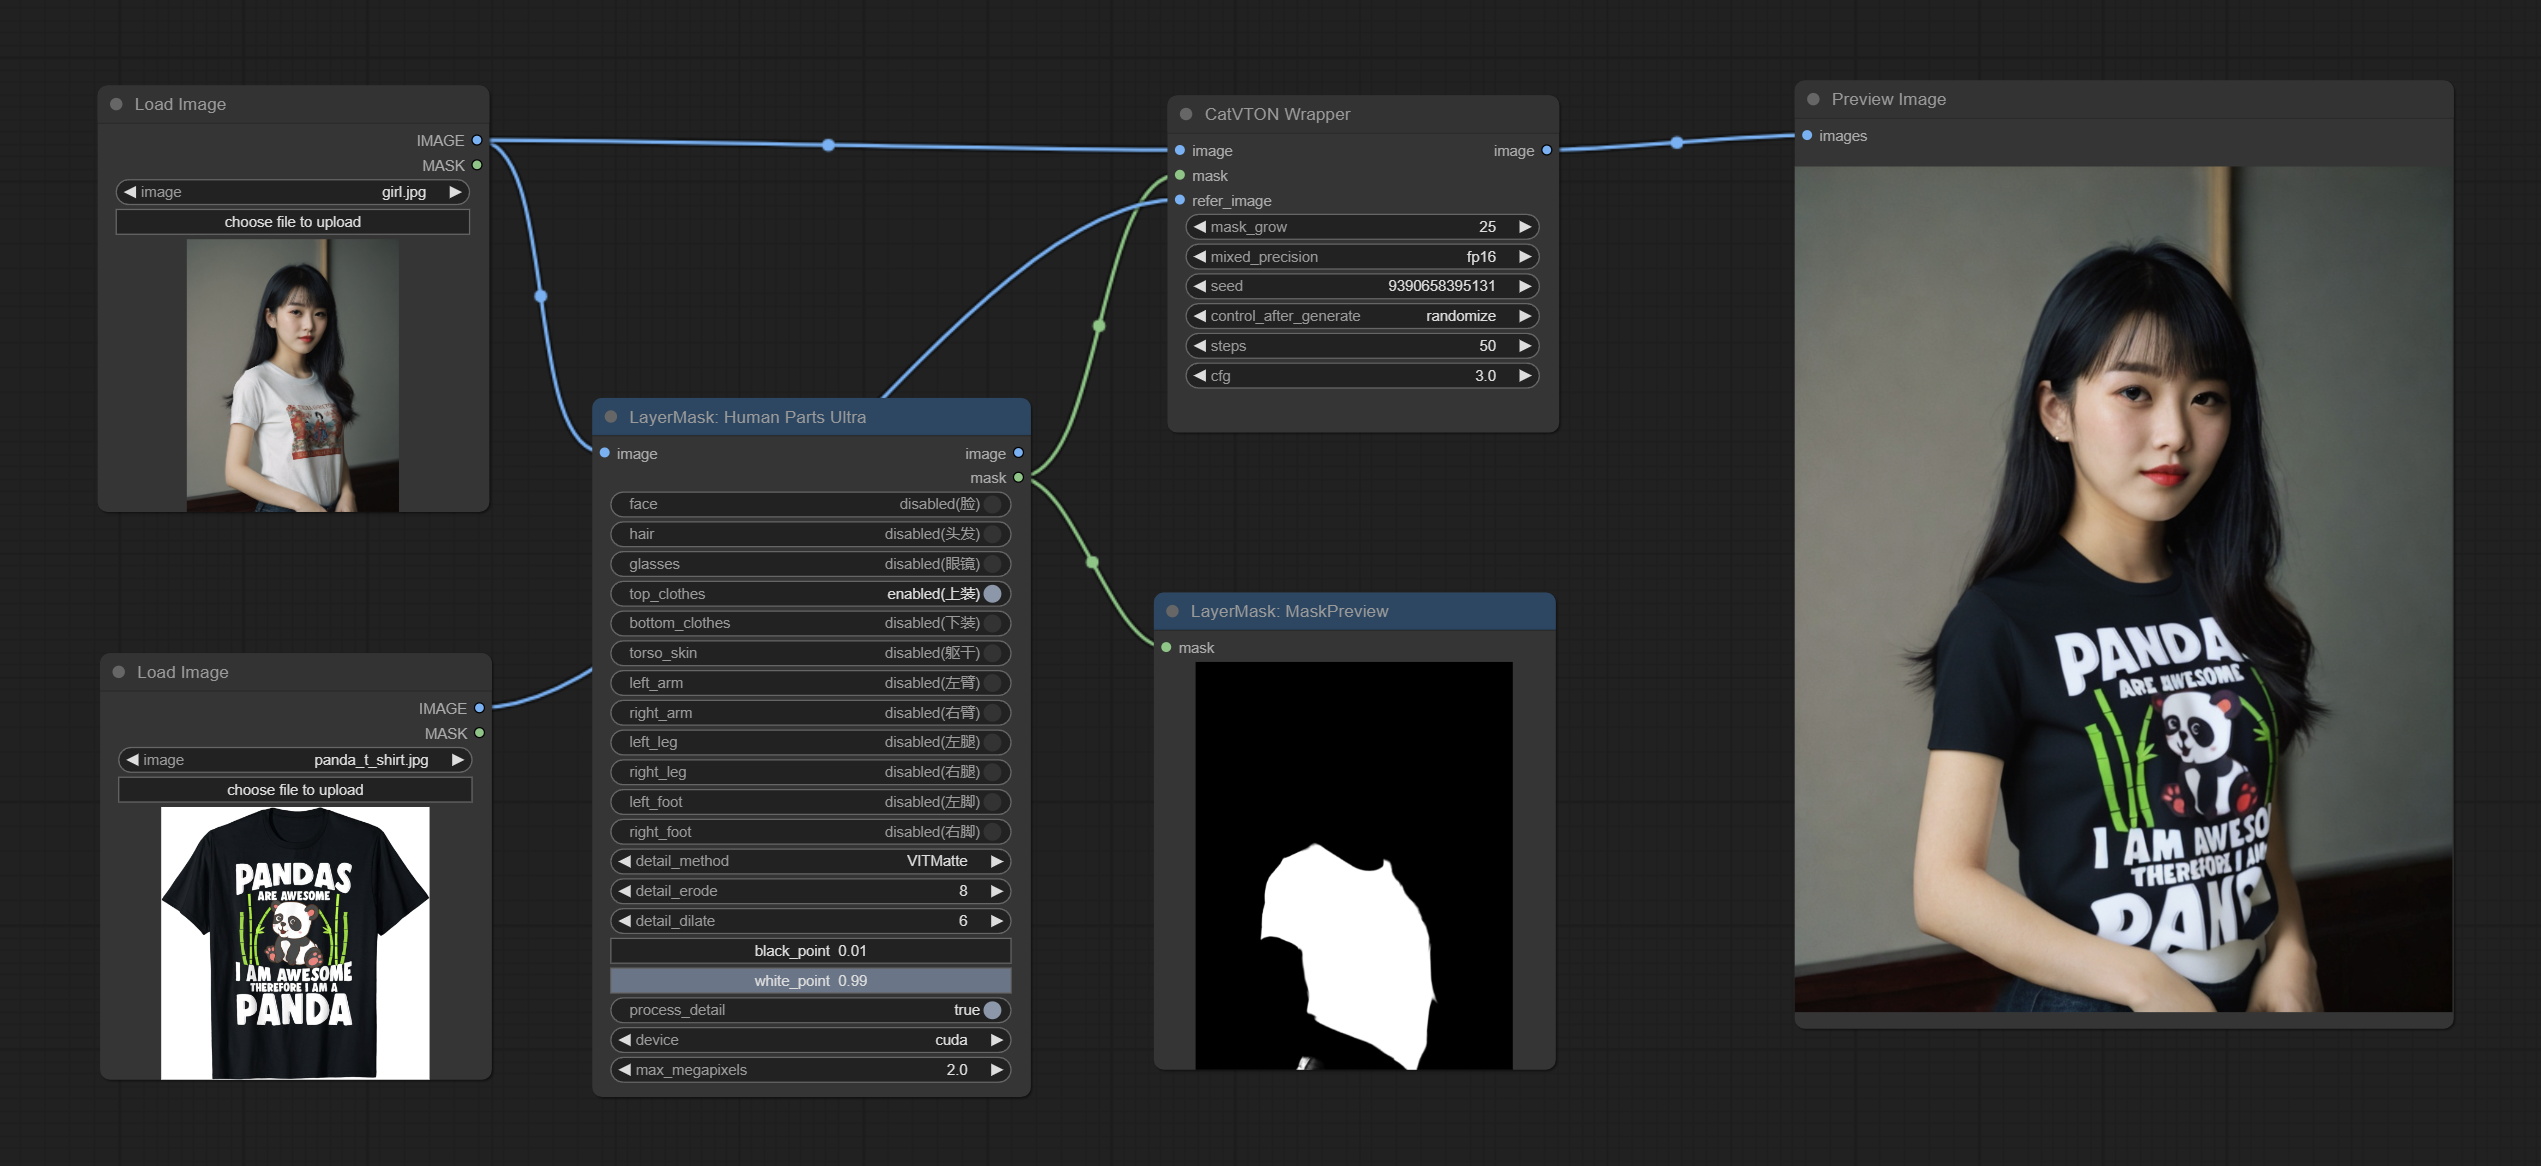 Load Image
IMAGE
MASK
image girl.jpg
choose file to upload
Load Image
IMAGE
MASK
image panda_t_shirt.jpg
choose file to upload
PANDAS
ARE AWESOME
I AM AWESOME
THEREFORE I AM A
PANDA
LayerMask: Human Parts Ultra
image image
mask
face disabled(脸)
hair disabled(头发)
glasses disabled(眼镜)
top_clothes enabled(上装)
bottom_clothes disabled(下装)
torso_skin disabled(躯干)
left_arm disabled(左臂)
right_arm disabled(右臂)
left_leg disabled(左腿)
right_leg disabled(右腿)
left_foot disabled(左脚)
right_foot disabled(右脚)
detail_method VITMatte
detail_erode 8
detail_dilate 6
black_point 0.01
white_point 0.99
process_detail true
device cuda
max_megapixels 2.0
CatVTON Wrapper
image image
mask
refer_image
mask_grow 25
mixed_precision fp16
seed 9390658395131
control_after_generate randomize
steps 50
cfg 3.0
LayerMask: MaskPreview
mask
Preview Image
images
PANDA
ARE AWESOME
I AM AWESO
THEREFORE I AM